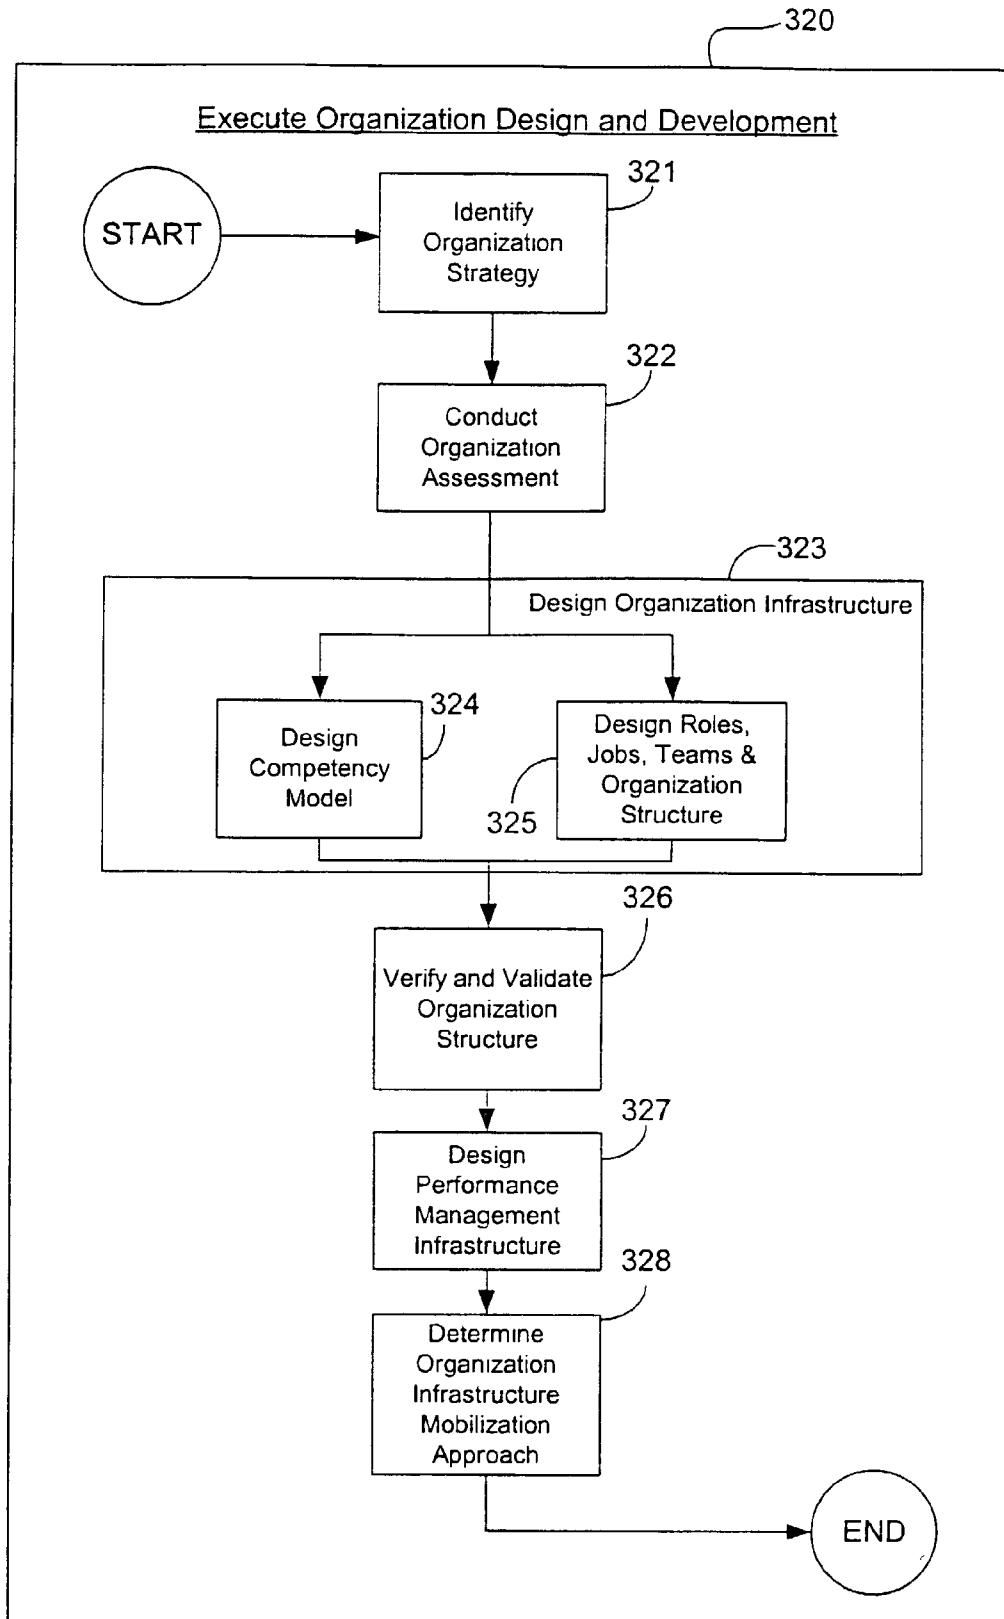 320
Execute Organization Design and Development
START
321
Identify
Organization
Strategy
322
Conduct
Organization
Assessment
323
Design Organization Infrastructure
324
Design
Competency
Model
325
Design Roles,
Jobs, Teams &
Organization
Structure
326
Verify and Validate
Organization
Structure
327
Design
Performance
Management
Infrastructure
328
Determine
Organization
Infrastructure
Mobilization
Approach
END